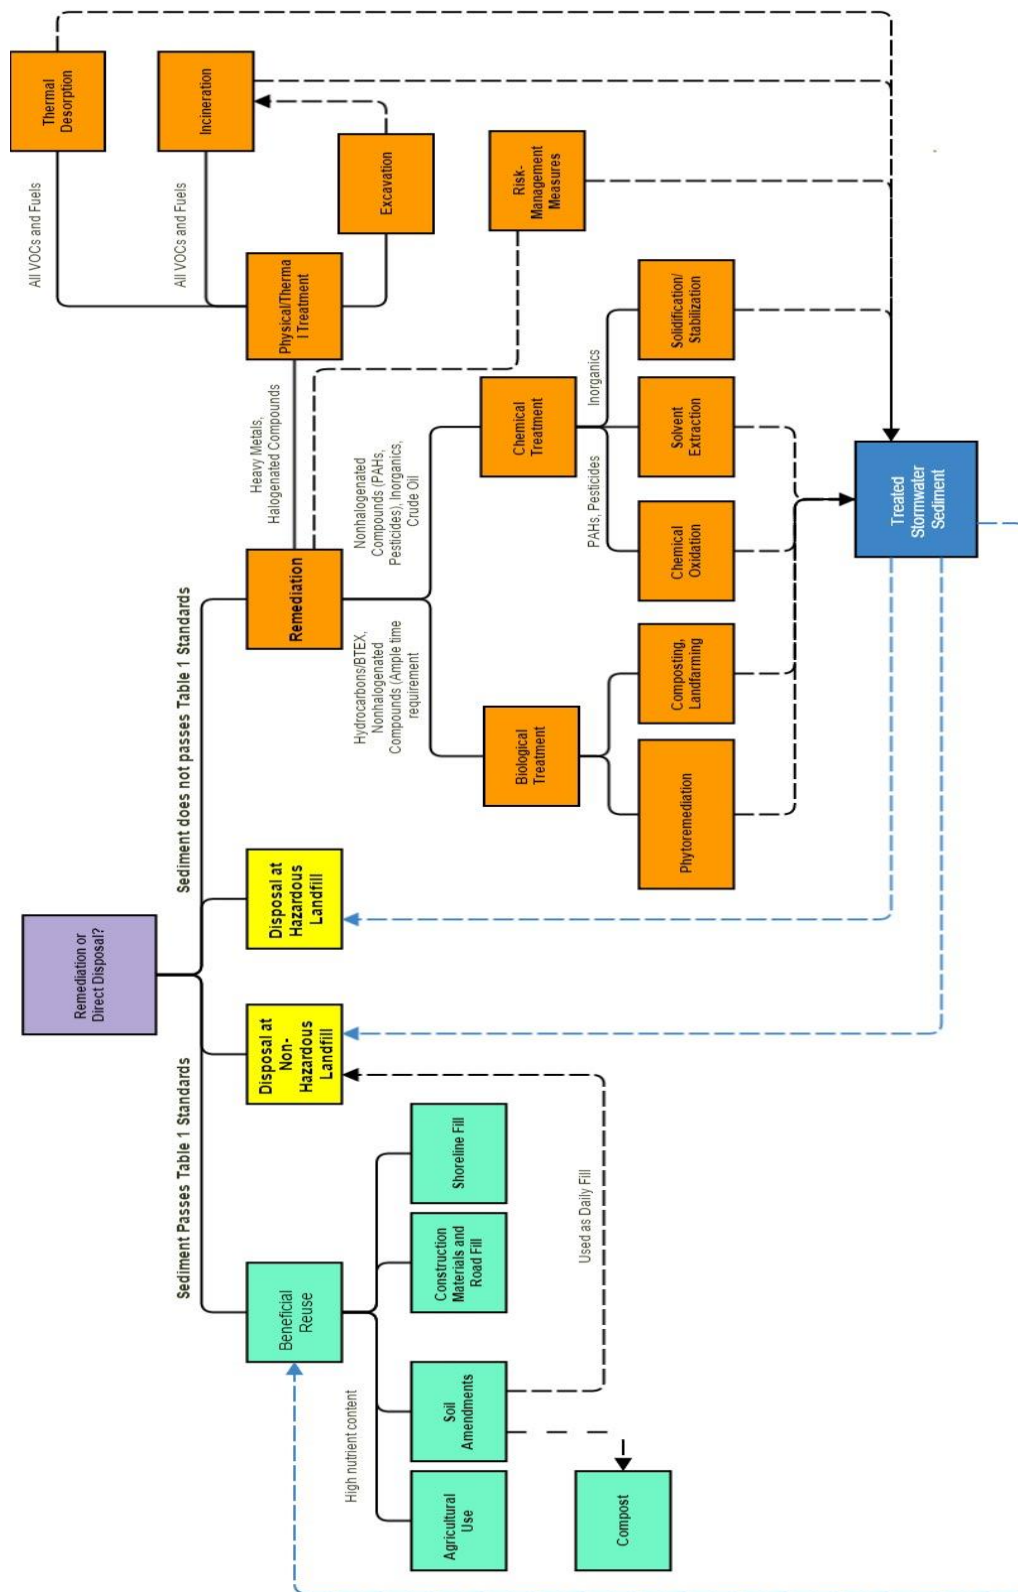 Remediation or
Direct Disposal?
Sediment Passes Table 1 Standards
Sediment does not passes Table 1 Standards
Beneficial
Reuse
Disposal at
Non-
Hazardous
Landfill
Disposal at
Hazardous
Landfill
Remediation
Heavy Metals,
Halogenated Compounds
Physical/Therma
l Treatment
All VOCs and Fuels
All VOCs and Fuels
Thermal
Desorption
Incineration
Excavation
High nutrient content
Agricultural
Use
Soil
Amendments
Construction
Materials and
Road Fill
Shoreline Fill
Hydrocarbons/BTEX,
Nonhalogenated
Compounds (Ample time
requirement
Nonhalogenated
Compounds (PAHs,
Pesticides), Inorganics,
Crude Oil
Risk-
Management
Measures
Biological
Treatment
Chemical
Treatment
Compost
Used as Daily Fill
PAHs, Pesticides
Inorganics
Phytoremediation
Composting,
Landfarming
Chemical
Oxidation
Solvent
Extraction
Solidification/
Stabilization
Treated
Stormwater
Sediment